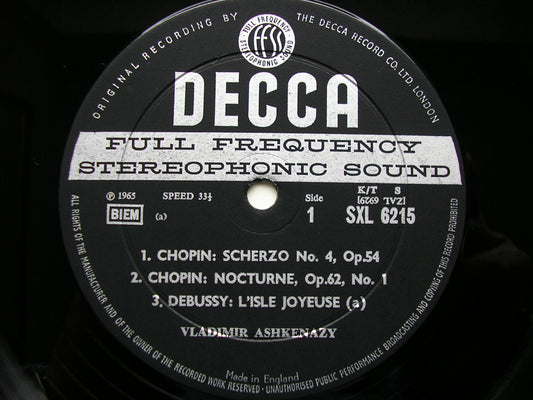 ORIGINAL RECORDING BY THE DECCA RECORD CO. LTD. LONDON
FULL FREQUENCY
ffss
STEREOPHONIC SOUND
DECCA
FULL FREQUENCY
STEREOPHONIC SOUND
℗ 1965 SPEED 33⅓ Side K/T S
(ZAL 6929)
BIEM (a) 1 SXL 6215
1. CHOPIN: SCHERZO No. 4, Op.54
2. CHOPIN: NOCTURNE, Op.62, No. 1
3. DEBUSSY: L'ISLE JOYEUSE (a)
VLADIMIR ASHKENAZY
Made in England
ALL RIGHTS OF THE MANUFACTURER AND OF THE OWNER OF THE RECORDED WORK RESERVED · UNAUTHORISED PUBLIC PERFORMANCE BROADCASTING AND COPYING OF THIS RECORD PROHIBITED